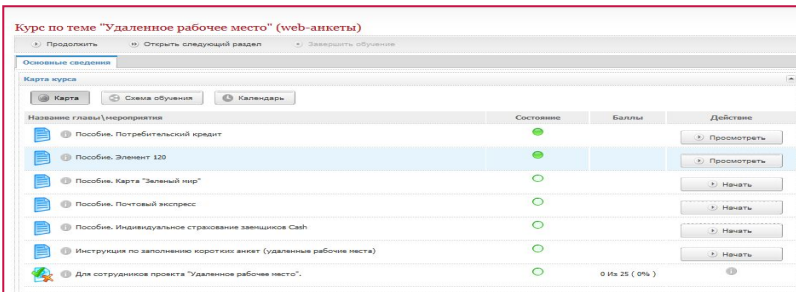 Курс по теме "Удаленное рабочее место" (web-анкеты)
Продолжить Открыть следующий раздел Завершить обучение
Основные сведения
Карта курса
Карта Схема обучения Календарь
Название главы\мероприятия Состояние Баллы Действие
Пособие. Потребительский кредит Просмотреть
Пособие. Элемент 120 Просмотреть
Пособие. Карта "Зеленый мир" Начать
Пособие. Почтовый экспресс Начать
Пособие. Индивидуальное страхование заемщиков Cash Начать
Инструкция по заполнению коротких анкет (удаленные рабочие места) Начать
Для сотрудников проекта "Удаленное рабочее место". 0 Из 25 ( 0% )